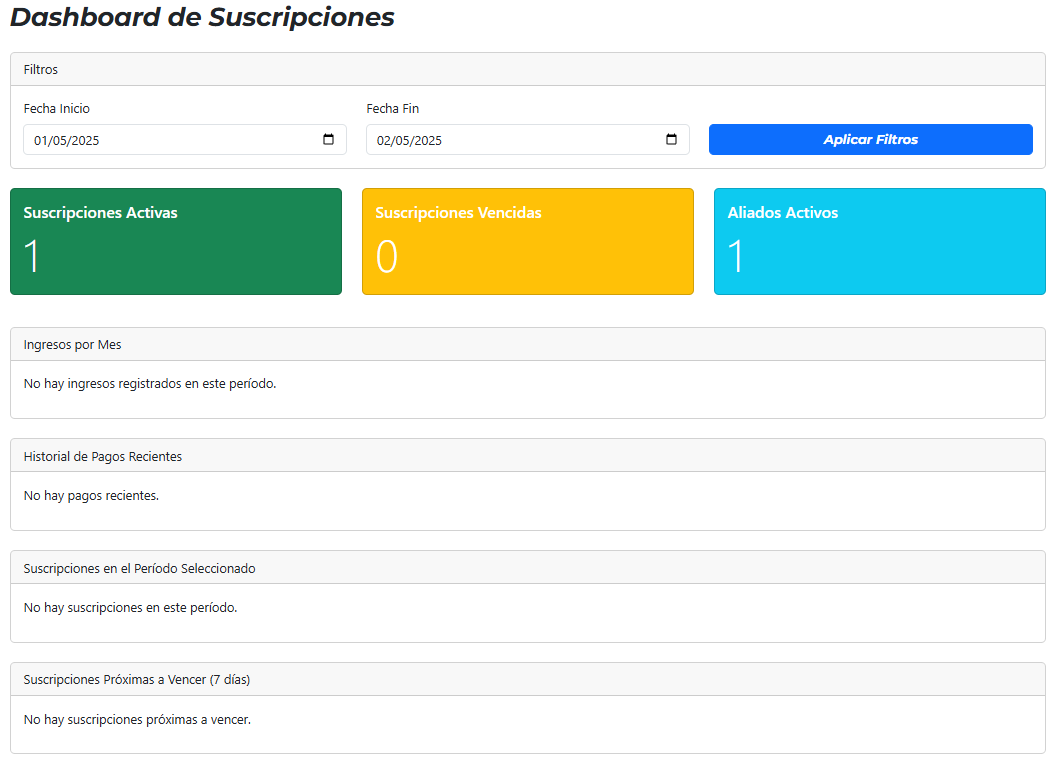 Dashboard de Suscripciones
Filtros
Fecha Inicio
Fecha Fin
01/05/2025
02/05/2025
Aplicar Filtros
Suscripciones Activas
1
Suscripciones Vencidas
0
Aliados Activos
1
Ingresos por Mes
No hay ingresos registrados en este período.
Historial de Pagos Recientes
No hay pagos recientes.
Suscripciones en el Período Seleccionado
No hay suscripciones en este período.
Suscripciones Próximas a Vencer (7 días)
No hay suscripciones próximas a vencer.